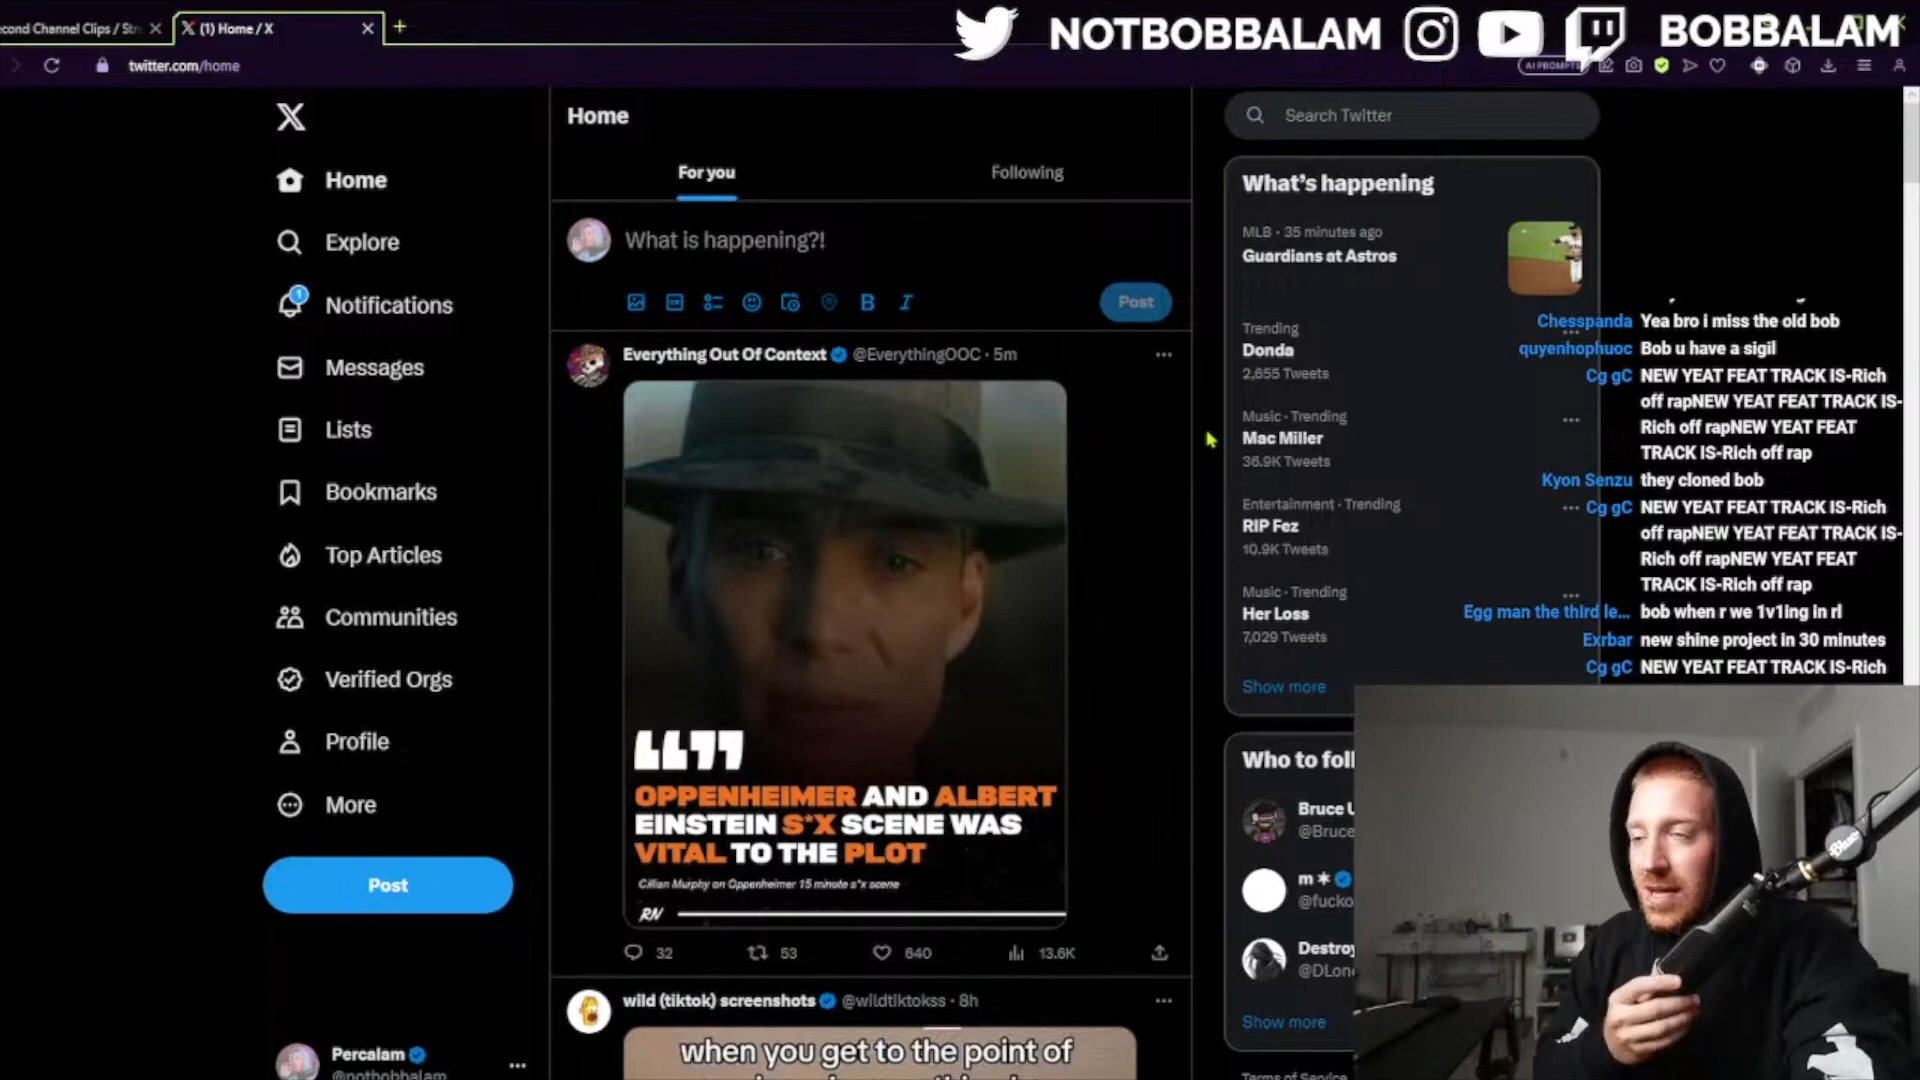 NOTBOBBALAM
BOBBALAM
econd Channel Clips / Str
(1) Home / X
twitter.com/home
AI PROMPTS
Home
Explore
1
Notifications
Messages
Lists
Bookmarks
Top Articles
Communities
Verified Orgs
Profile
More
Post
Percalam
@notbobbalam
Home
For you
Following
What is happening?!
Post
Everything Out Of Context @EverythingOOC · 5m
OPPENHEIMER AND ALBERT
EINSTEIN S*X SCENE WAS
VITAL TO THE PLOT
Cillian Murphy on Oppenheimer 15 minute s*x scene
RN
32
53
640
13.6K
wild (tiktok) screenshots @wildtiktokss · 8h
when you get to the point of
Search Twitter
What's happening
MLB · 35 minutes ago
Guardians at Astros
Trending
Donda
2,655 Tweets
Music · Trending
Mac Miller
36.9K Tweets
Entertainment · Trending
RIP Fez
10.9K Tweets
Music · Trending
Her Loss
7,029 Tweets
Show more
Who to foll
Bruce U
@Bruce
m *
@fucko
Destroy
@DLon
Show more
Terms of Service
Chesspanda Yea bro i miss the old bob
quyenhophuoc Bob u have a sigil
Cg gC NEW YEAT FEAT TRACK IS-Rich
off rapNEW YEAT FEAT TRACK IS-
Rich off rapNEW YEAT FEAT
TRACK IS-Rich off rap
Kyon Senzu they cloned bob
Cg gC NEW YEAT FEAT TRACK IS-Rich
off rapNEW YEAT FEAT TRACK IS-
Rich off rapNEW YEAT FEAT
TRACK IS-Rich off rap
Egg man the third le... bob when r we 1v1ing in rl
Exrbar new shine project in 30 minutes
Cg gC NEW YEAT FEAT TRACK IS-Rich
Blue